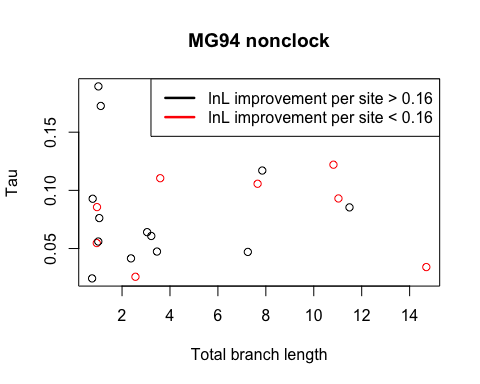 MG94 nonclock
lnL improvement per site > 0.16
lnL improvement per site < 0.16
Tau
0.15
0.10
0.05
2 4 6 8 10 12 14
Total branch length